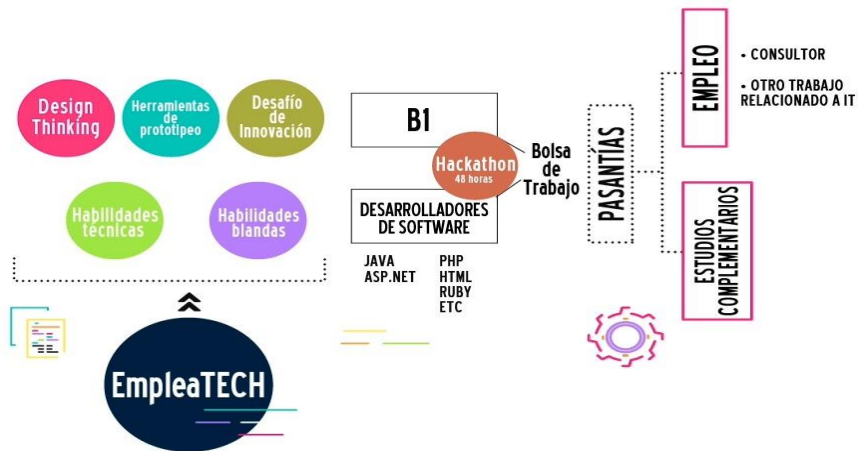 Design
Thinking
Herramientas
de
prototipeo
Desafío
de
Innovación
Habilidades
técnicas
Habilidades
blandas
EmpleaTECH
B1
Hackathon
48 horas
DESARROLLADORES
DE SOFTWARE
JAVA
ASP.NET
PHP
HTML
RUBY
ETC
Bolsa
de
Trabajo
PASANTÍAS
EMPLEO
• CONSULTOR
• OTRO TRABAJO
RELACIONADO A IT
ESTUDIOS
COMPLEMENTARIOS